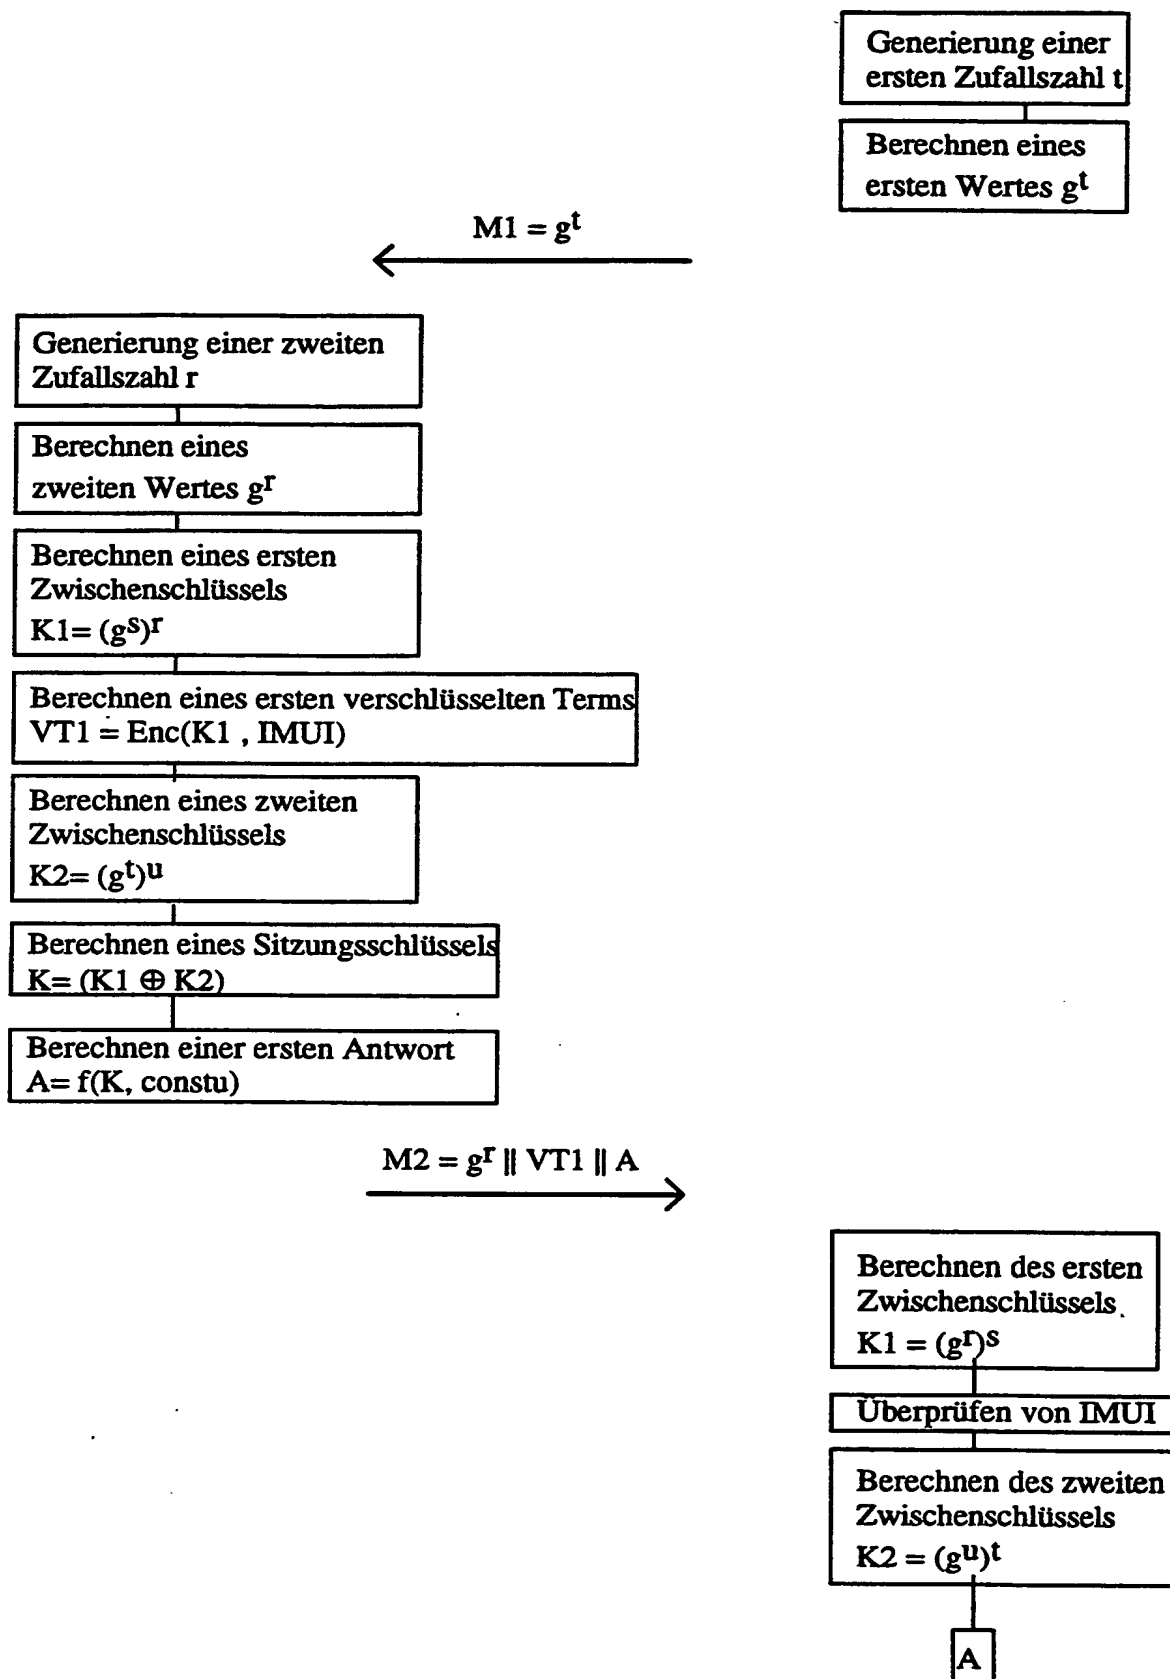 Generierung einer
ersten Zufallszahl t
Berechnen eines
ersten Wertes g^t
M1 = g^t
Generierung einer zweiten
Zufallszahl r
Berechnen eines
zweiten Wertes g^r
Berechnen eines ersten
Zwischenschlüssels
K1= (g^s)^r
Berechnen eines ersten verschlüsselten Terms
VT1 = Enc(K1 , IMUI)
Berechnen eines zweiten
Zwischenschlüssels
K2= (g^t)^u
Berechnen eines Sitzungsschlüssels
K= (K1 ⊕ K2)
Berechnen einer ersten Antwort
A= f(K, constu)
M2 = g^r || VT1 || A
Berechnen des ersten
Zwischenschlüssels
K1 = (g^r)^s
Überprüfen von IMUI
Berechnen des zweiten
Zwischenschlüssels
K2 = (g^u)^t
A